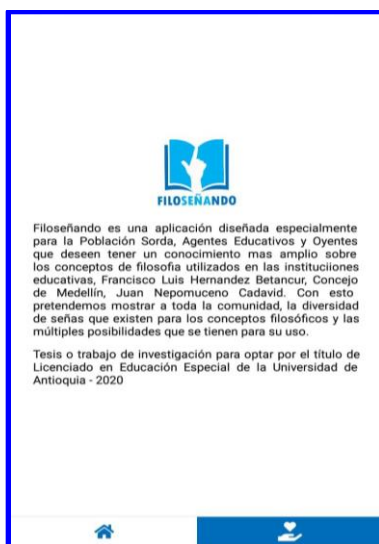 FILOSEÑANDO
Filoseñando es una aplicación diseñada especialmente
para la Población Sorda, Agentes Educativos y Oyentes
que deseen tener un conocimiento mas amplio sobre
los conceptos de filosofia utilizados en las instituciiones
educativas, Francisco Luis Hernandez Betancur, Concejo
de Medellín, Juan Nepomuceno Cadavid. Con esto
pretendemos mostrar a toda la comunidad, la diversidad
de señas que existen para los conceptos filosóficos y las
múltiples posibilidades que se tienen para su uso.
Tesis o trabajo de investigación para optar por el título de
Licenciado en Educación Especial de la Universidad de
Antioquia - 2020